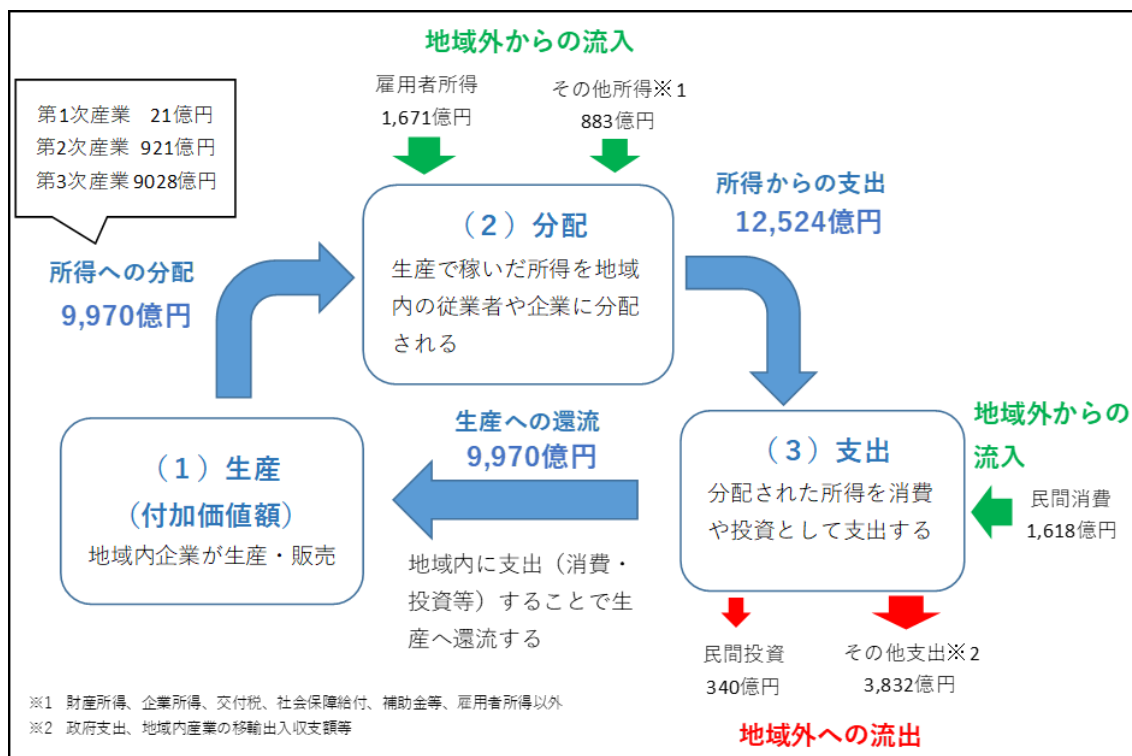 地域外からの流入
雇用者所得
1,671億円
その他所得※1
883億円
第1次産業 21億円
第2次産業 921億円
第3次産業 9028億円
所得への分配
9,970億円
（2）分配
生産で稼いだ所得を地域
内の従業者や企業に分配
される
所得からの支出
12,524億円
（1）生産
（付加価値額）
地域内企業が生産・販売
生産への還流
9,970億円
地域内に支出（消費・
投資等）することで生
産へ還流する
（3）支出
分配された所得を消費
や投資として支出する
地域外からの
流入
民間消費
1,618億円
民間投資
340億円
その他支出※2
3,832億円
地域外への流出
※1 財産所得、企業所得、交付税、社会保障給付、補助金等、雇用者所得以外
※2 政府支出、地域内産業の移輸出入収支額等